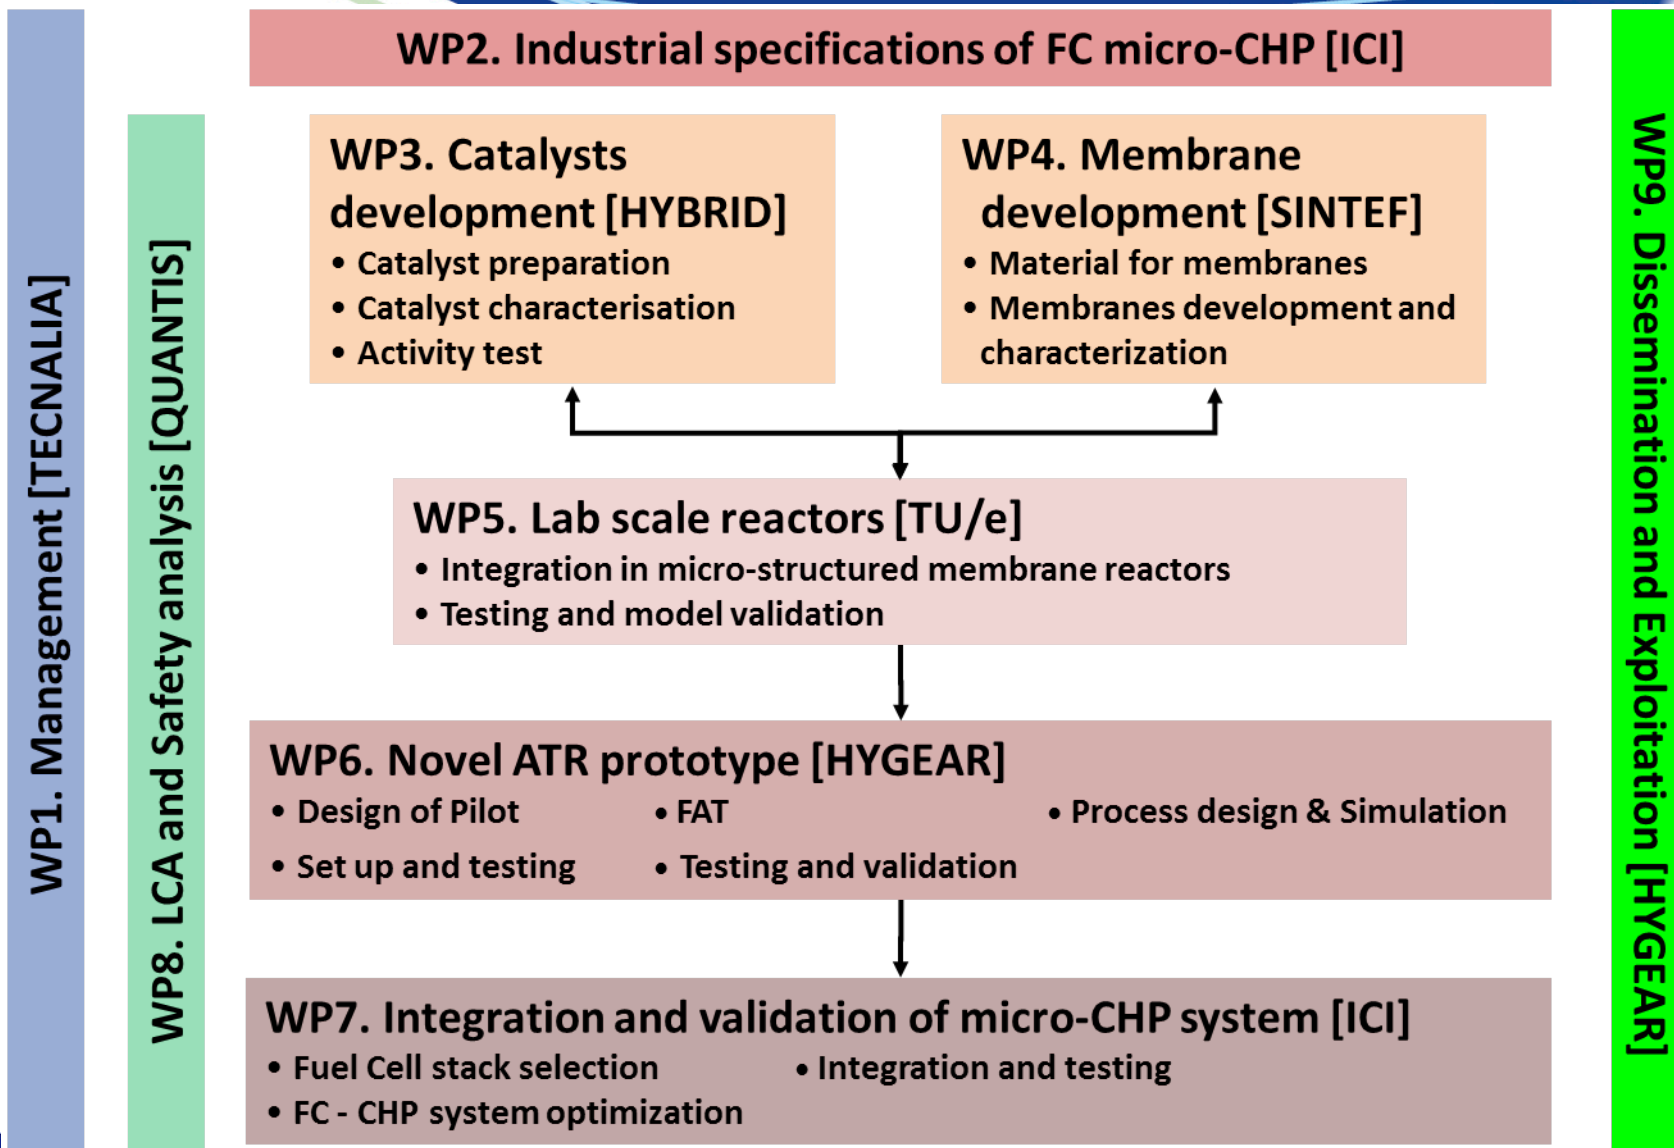 WP2. Industrial specifications of FC micro-CHP [ICI]
WP1. Management [TECNALIA]
WP8. LCA and Safety analysis [QUANTIS]
WP3. Catalysts
development [HYBRID]
• Catalyst preparation
• Catalyst characterisation
• Activity test
WP4. Membrane
development [SINTEF]
• Material for membranes
• Membranes development and
characterization
WP5. Lab scale reactors [TU/e]
• Integration in micro-structured membrane reactors
• Testing and model validation
WP6. Novel ATR prototype [HYGEAR]
• Design of Pilot • FAT • Process design & Simulation
• Set up and testing • Testing and validation
WP7. Integration and validation of micro-CHP system [ICI]
• Fuel Cell stack selection • Integration and testing
• FC - CHP system optimization
WP9. Dissemination and Exploitation [HYGEAR]